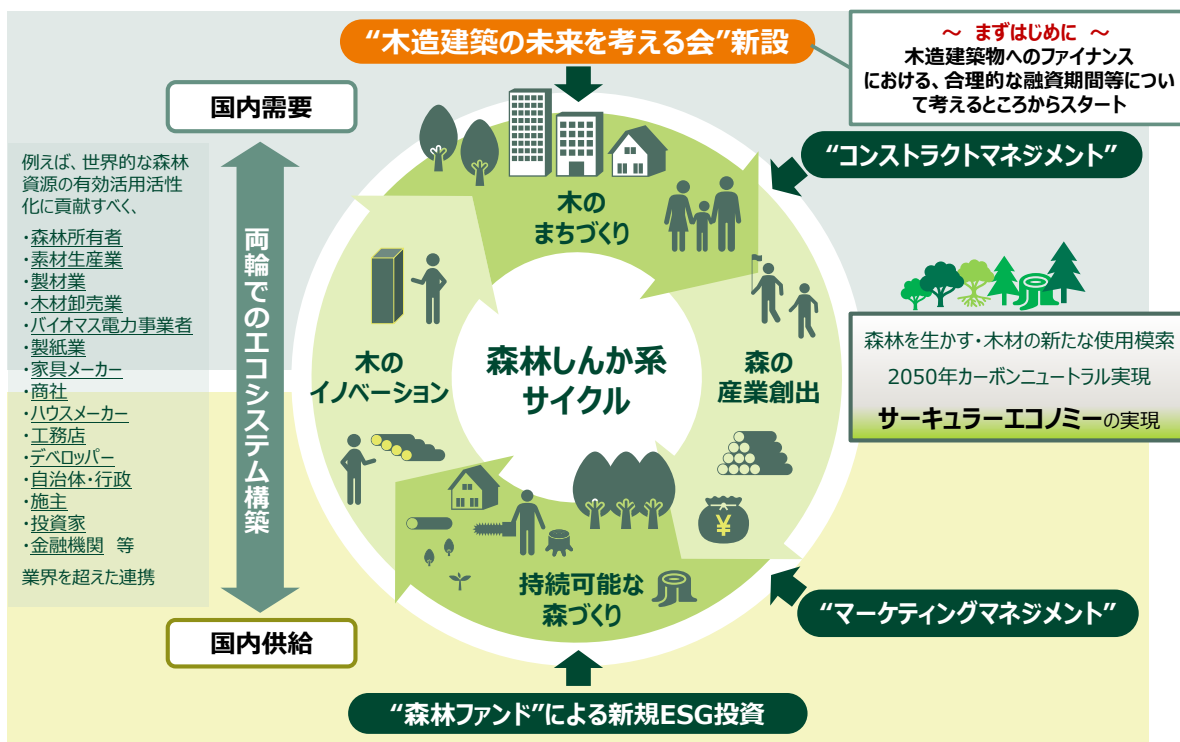 “木造建築の未来を考える会”新設
～ まずはじめに ～
木造建築物へのファイナンス
における、合理的な融資期間等につい
て考えるところからスタート
国内需要
“コンストラクトマネジメント”
例えば、世界的な森林
資源の有効活用活性
化に貢献すべく、
・森林所有者
・素材生産業
・製材業
・木材卸売業
・バイオマス電力事業者
・製紙業
・家具メーカー
・商社
・ハウスメーカー
・工務店
・デベロッパー
・自治体・行政
・施主
・投資家
・金融機関 等
業界を超えた連携
両輪でのエコシステム構築
木の
まちづくり
木の
イノベーション
森林しんか系
サイクル
森の
産業創出
¥
持続可能な
森づくり
森林を生かす・木材の新たな使用模索
2050年カーボンニュートラル実現
サーキュラーエコノミーの実現
“マーケティングマネジメント”
国内供給
“森林ファンド”による新規ESG投資